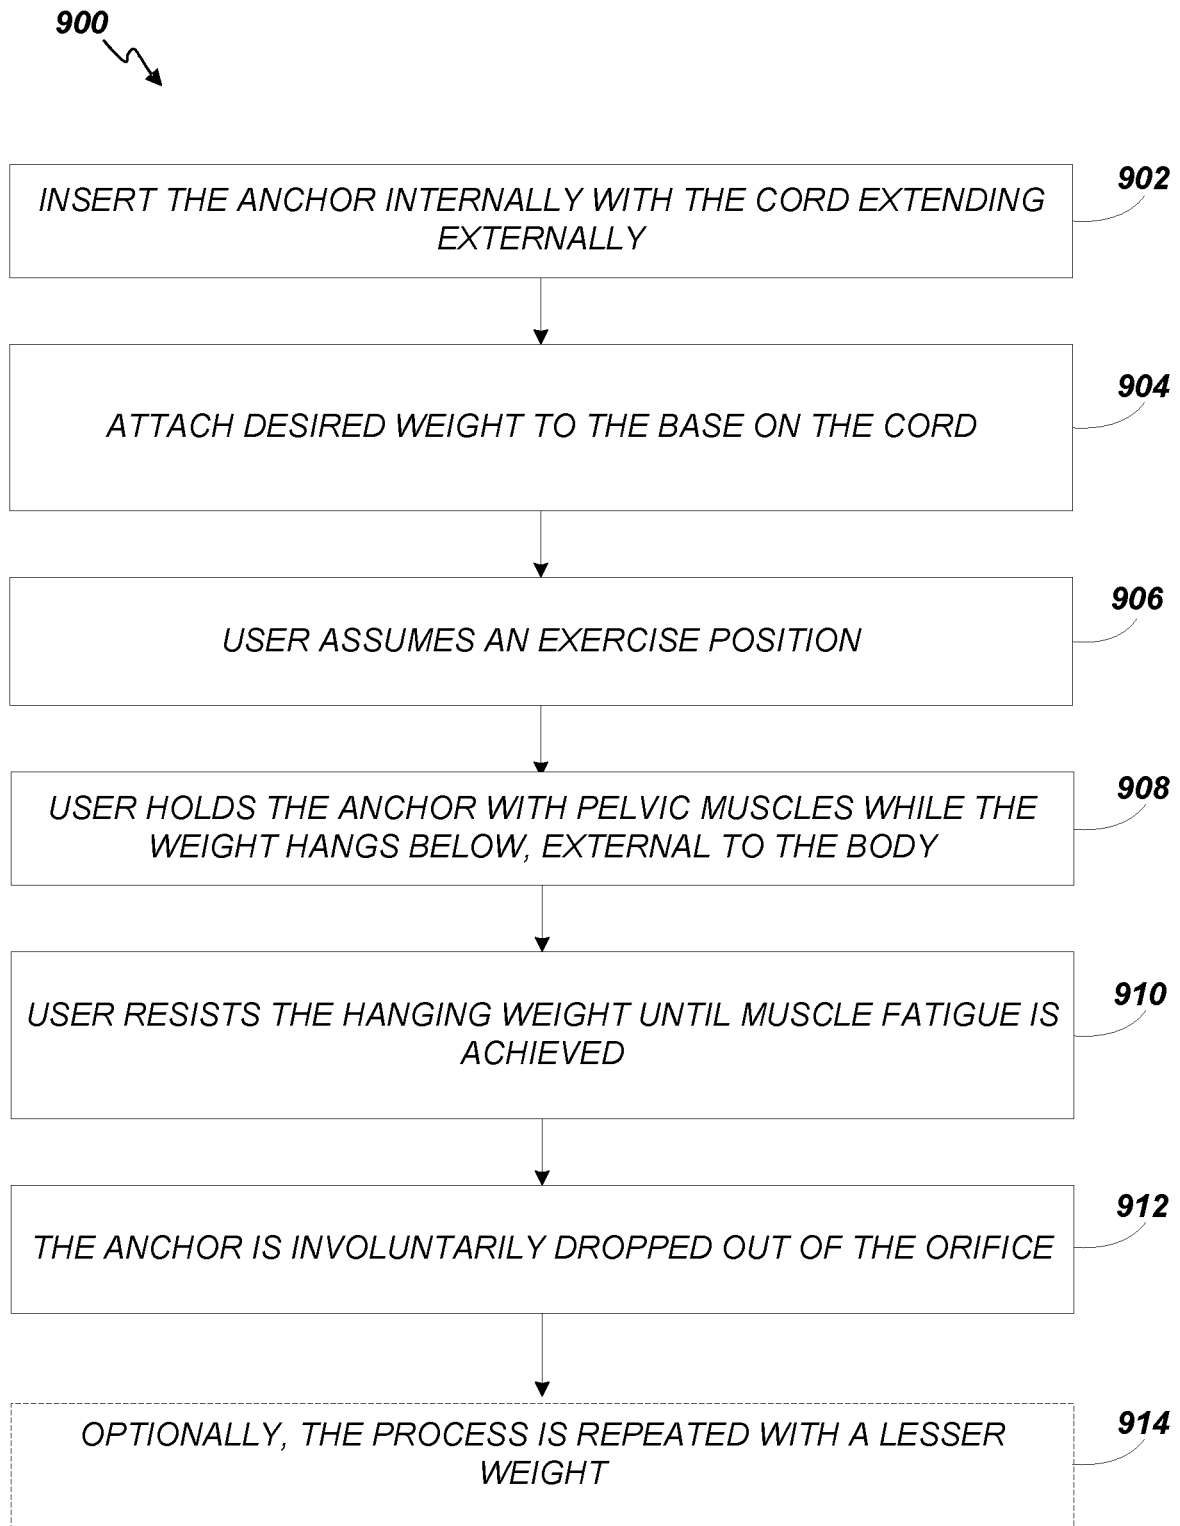 900
902
INSERT THE ANCHOR INTERNALLY WITH THE CORD EXTENDING
EXTERNALLY
904
ATTACH DESIRED WEIGHT TO THE BASE ON THE CORD
906
USER ASSUMES AN EXERCISE POSITION
908
USER HOLDS THE ANCHOR WITH PELVIC MUSCLES WHILE THE
WEIGHT HANGS BELOW, EXTERNAL TO THE BODY
910
USER RESISTS THE HANGING WEIGHT UNTIL MUSCLE FATIGUE IS
ACHIEVED
912
THE ANCHOR IS INVOLUNTARILY DROPPED OUT OF THE ORIFICE
914
OPTIONALLY, THE PROCESS IS REPEATED WITH A LESSER
WEIGHT